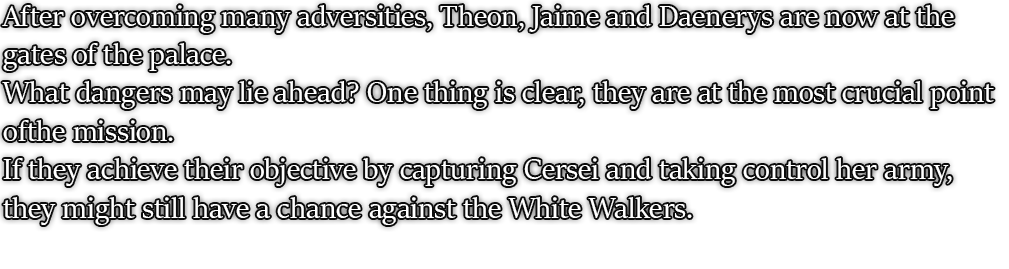 After overcoming many adversities, Theon, Jaime and Daenerys are now at the
gates of the palace.
What dangers may lie ahead? One thing is clear, they are at the most crucial point
ofthe mission.
If they achieve their objective by capturing Cersei and taking control her army,
they might still have a chance against the White Walkers.